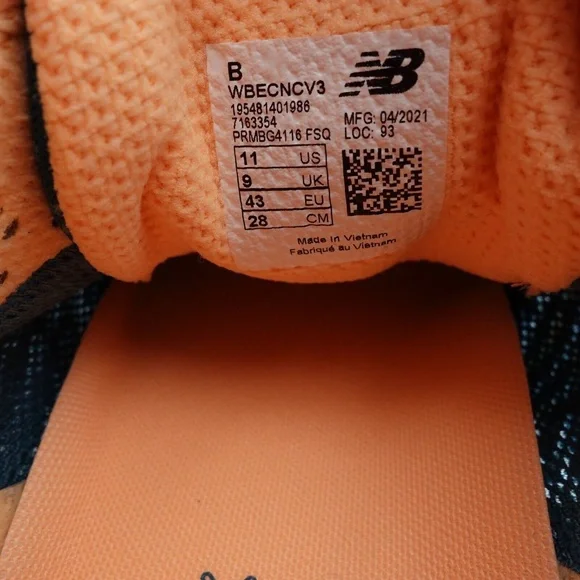 B
WBECNCV3
195481401986
7163354
PRMBG4116 FSQ
NB
MFG: 04/2021
LOC: 93
11 US
9 UK
43 EU
28 CM
Made in Vietnam
Fabriqué au Vietnam